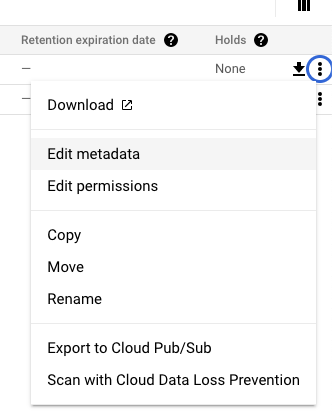 Retention expiration date ? Holds ?
— None
Download
—
Edit metadata
Edit permissions
Copy
Move
Rename
Export to Cloud Pub/Sub
Scan with Cloud Data Loss Prevention